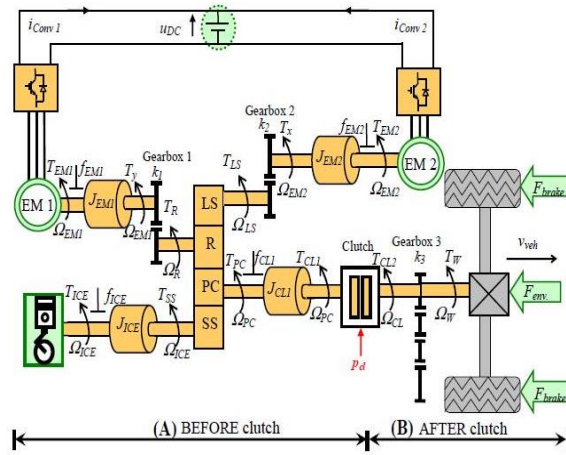 i_Conv 1
u_DC
i_Conv 2
Gearbox 2
k_2
T_x
f_EM2
T_EM2
Gearbox 1
k_1
T_EM1
f_EM1
T_y
T_LS
J_EM2
EM 2
F_brake
EM 1
J_EM1
T_R
LS
Ω_EM2
Ω_EM2
Ω_EM1
Ω_EM1
Ω_LS
R
Ω_R
T_PC
f_CL1
T_CL1
Clutch
T_CL2
Gearbox 3
k_3
T_W
v_veh
T_ICE
f_ICE
T_SS
PC
J_CL1
F_env.
J_ICE
SS
Ω_PC
Ω_PC
Ω_CL
Ω_W
Ω_ICE
Ω_ICE
p_cl
F_brake
(A) BEFORE clutch
(B) AFTER clutch